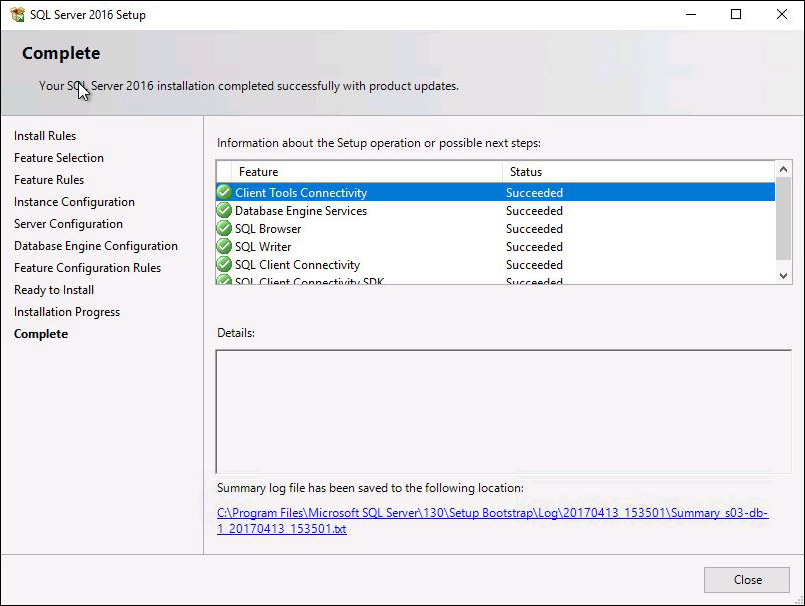 SQL Server 2016 Setup
Complete
Your SQL Server 2016 installation completed successfully with product updates.
Install Rules
Feature Selection
Feature Rules
Instance Configuration
Server Configuration
Database Engine Configuration
Feature Configuration Rules
Ready to Install
Installation Progress
Complete
Information about the Setup operation or possible next steps:
Feature Status
Client Tools Connectivity Succeeded
Database Engine Services Succeeded
SQL Browser Succeeded
SQL Writer Succeeded
SQL Client Connectivity Succeeded
SQL Client Connectivity SDK Succeeded
Details:
Summary log file has been saved to the following location:
C:\Program Files\Microsoft SQL Server\130\Setup Bootstrap\Log\20170413_153501\Summary_s03-db-
1_20170413_153501.txt
Close